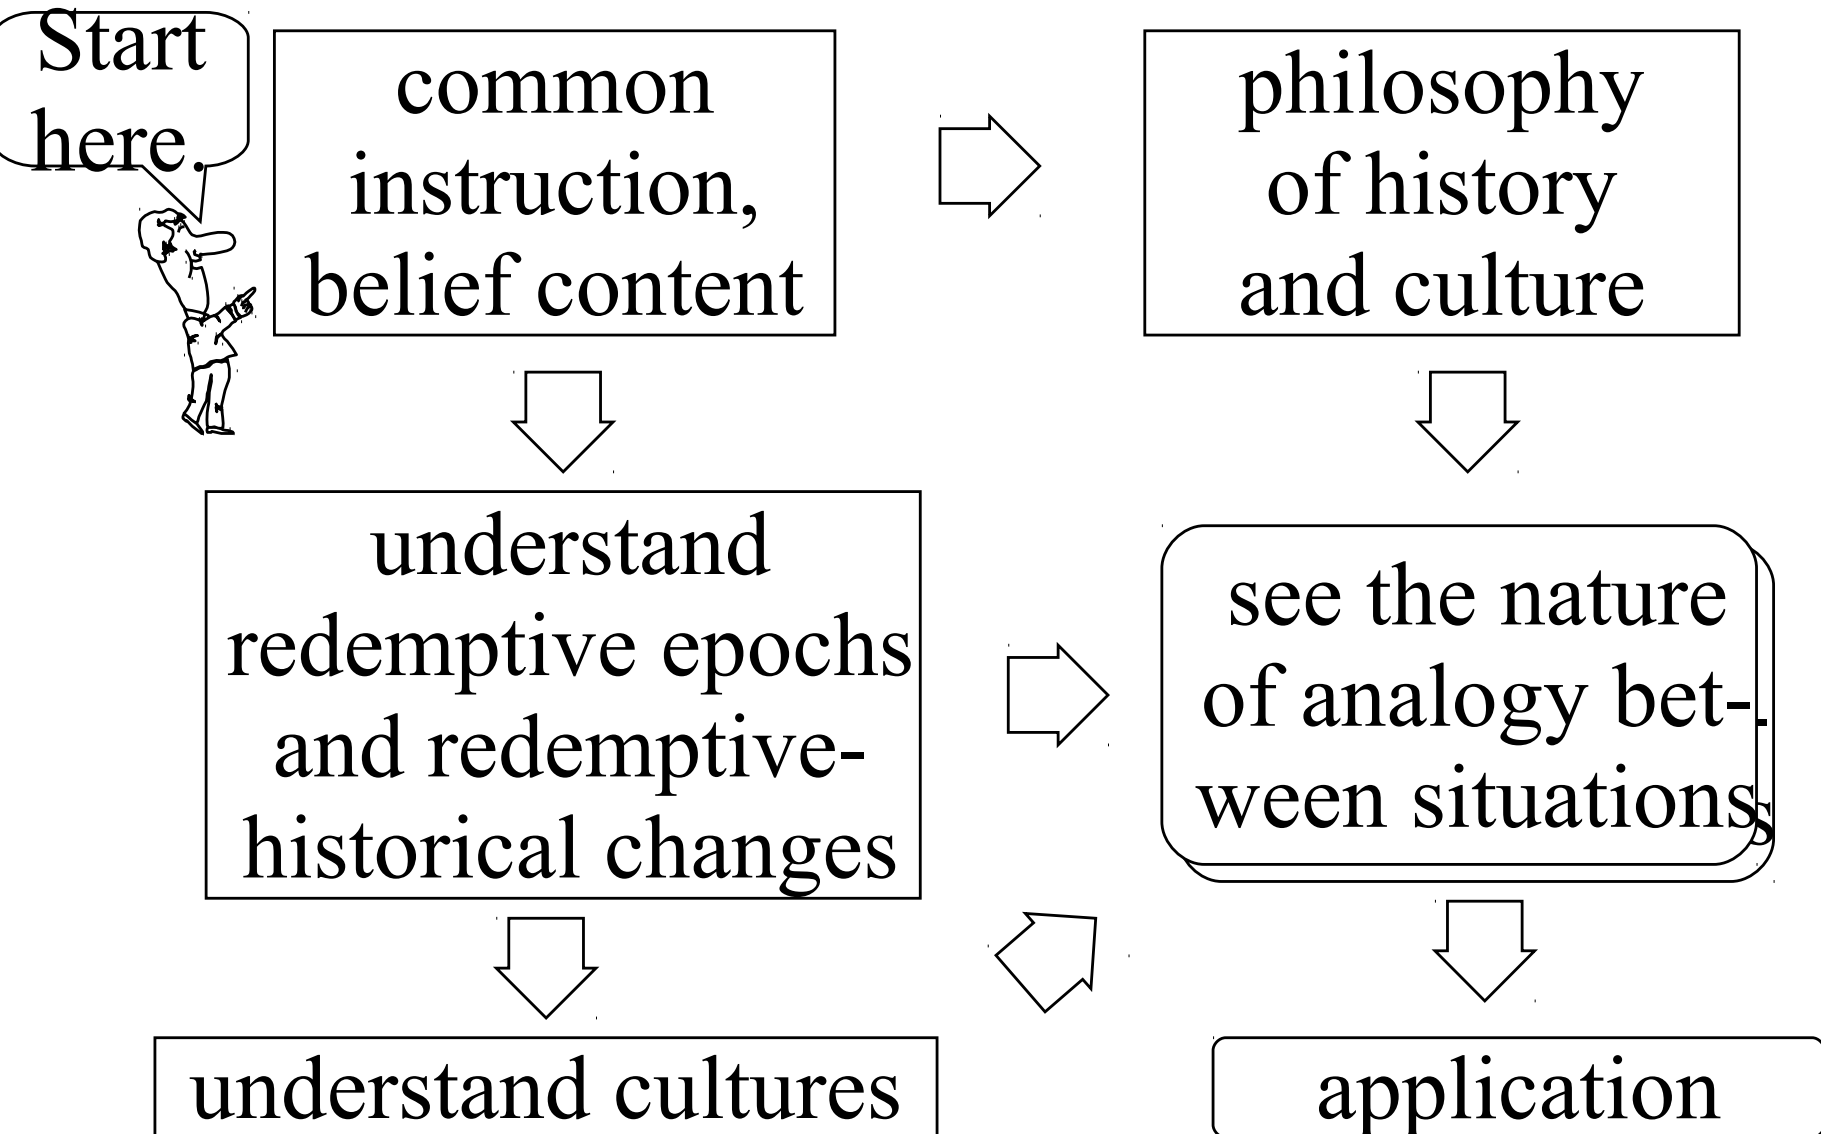 Start
here.
common
instruction,
belief content
philosophy
of history
and culture
understand
redemptive epochs
and redemptive-
historical changes
see the nature
of analogy bet-
ween situations
understand cultures
application